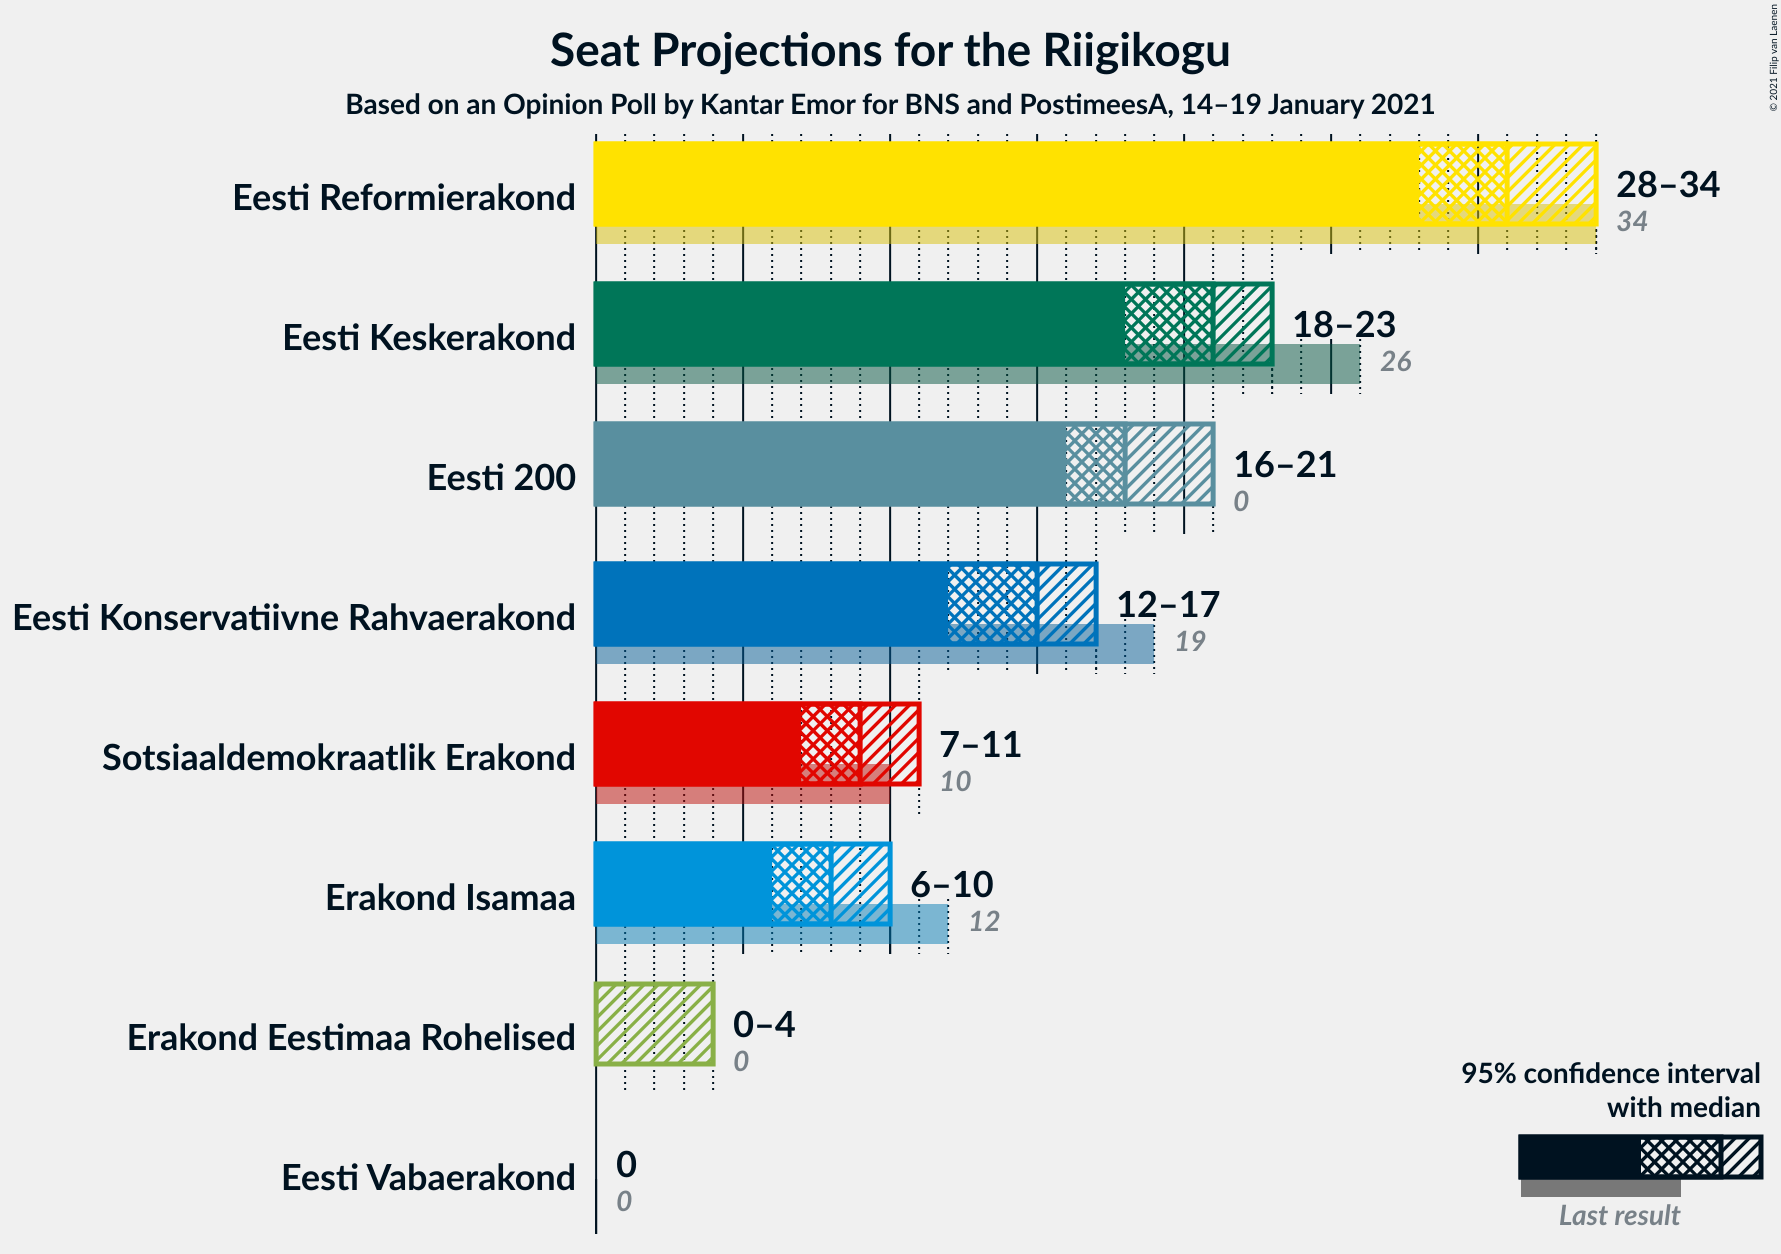 Seat Projections for the Riigikogu
Based on an Opinion Poll by Kantar Emor for BNS and PostimeesA, 14–19 January 2021
© 2021 Filip van Laenen
Eesti Reformierakond
28–34
34
Eesti Keskerakond
18–23
26
Eesti 200
16–21
0
Eesti Konservatiivne Rahvaerakond
12–17
19
Sotsiaaldemokraatlik Erakond
7–11
10
Erakond Isamaa
6–10
12
Erakond Eestimaa Rohelised
0–4
0
Eesti Vabaerakond
0
0
95% confidence interval
with median
Last result